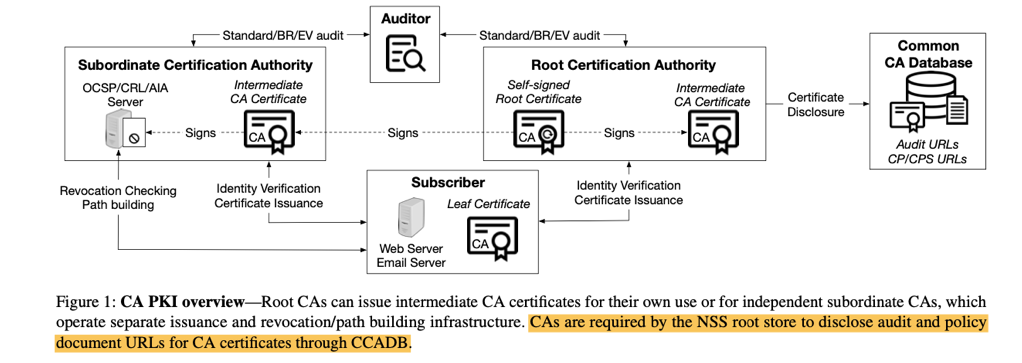 Auditor
Standard/BR/EV audit
Standard/BR/EV audit
Subordinate Certification Authority
OCSP/CRL/AIA
Server
Intermediate
CA Certificate
CA
Signs
Signs
Root Certification Authority
Self-signed
Root Certificate
CA
Signs
Intermediate
CA Certificate
CA
Certificate
Disclosure
Common
CA Database
Audit URLs
CP/CPS URLs
Revocation Checking
Path building
Identity Verification
Certificate Issuance
Subscriber
Leaf Certificate
CA
Web Server
Email Server
Identity Verification
Certificate Issuance
Figure 1: CA PKI overview—Root CAs can issue intermediate CA certificates for their own use or for independent subordinate CAs, which
operate separate issuance and revocation/path building infrastructure. CAs are required by the NSS root store to disclose audit and policy
document URLs for CA certificates through CCADB.